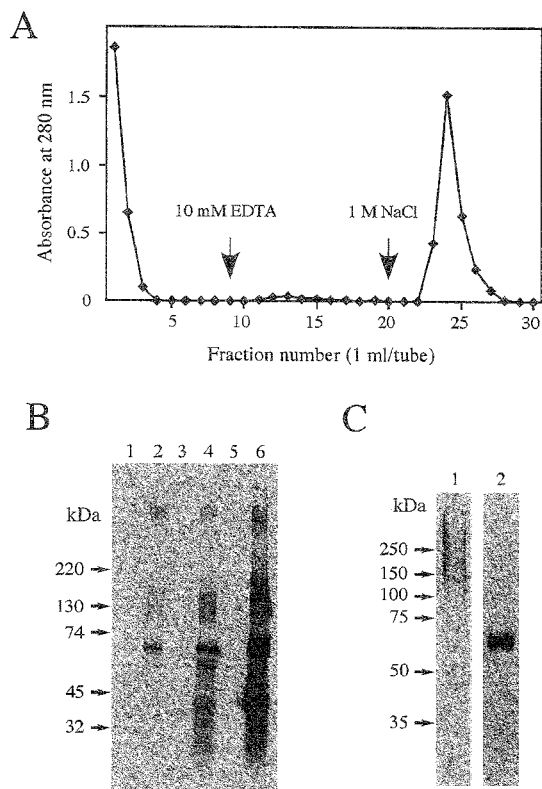 A
Absorbance at 280 nm
1.5
1.0
0.5
0
10 mM EDTA
1 M NaCl
5 10 15 20 25 30
Fraction number (1 ml/tube)
B
1 2 3 4 5 6
kDa
220
130
74
45
32
C
1 2
kDa
250
150
100
75
50
35